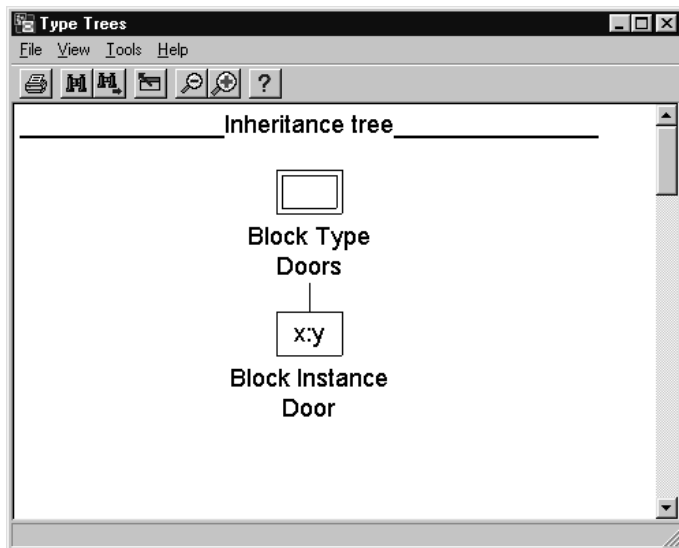 Type Trees
File View Tools Help
?
Inheritance tree
Block Type
Doors
x:y
Block Instance
Door